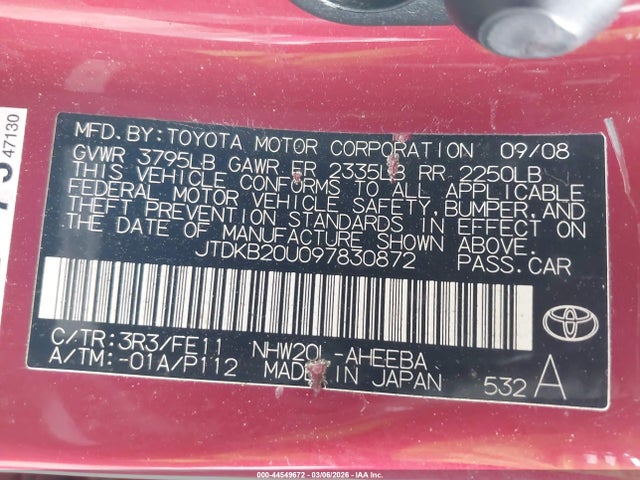 47130
MFD.BY:TOYOTA MOTOR CORPORATION 09/08
GVWR 3795LB GAWR FR 2335LB RR 2250LB
THIS VEHICLE CONFORMS TO ALL APPLICABLE
FEDERAL MOTOR VEHICLE SAFETY,BUMPER,AND
THEFT PREVENTION STANDARDS IN EFFECT ON
THE DATE OF MANUFACTURE SHOWN ABOVE.
JTDKB20U097830872 PASS.CAR
C/TR:3R3/FE11 NHW20L-AHEEBA
A/TM:-01A/P112 MADE IN JAPAN 532 A
TOYOTA
000-44549672 - 03/06/2026 - IAA Inc.